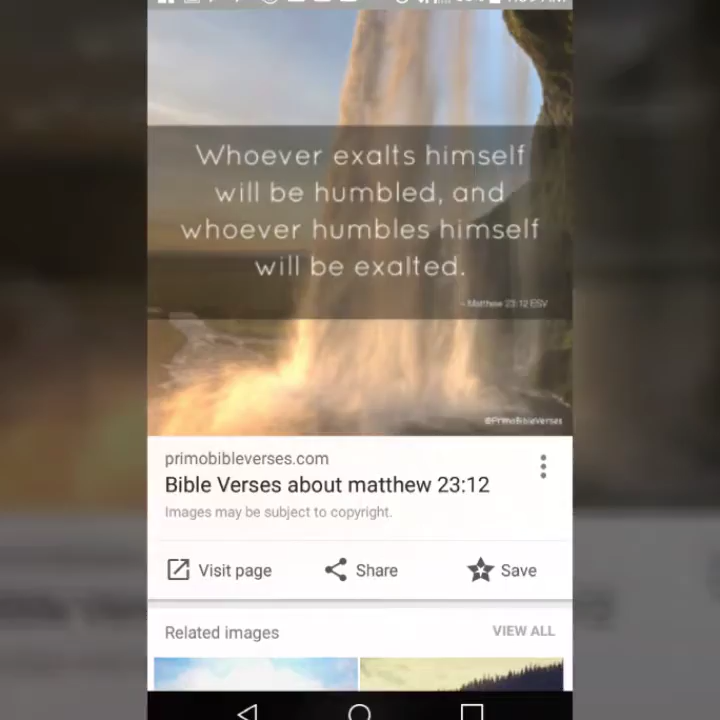 Whoever exalts himself
will be humbled, and
whoever humbles himself
will be exalted.
- Matthew 23:12 ESV
@PrimoBibleVerses
primobibleverses.com
Bible Verses about matthew 23:12
Images may be subject to copyright.
Visit page Share Save
Related images VIEW ALL